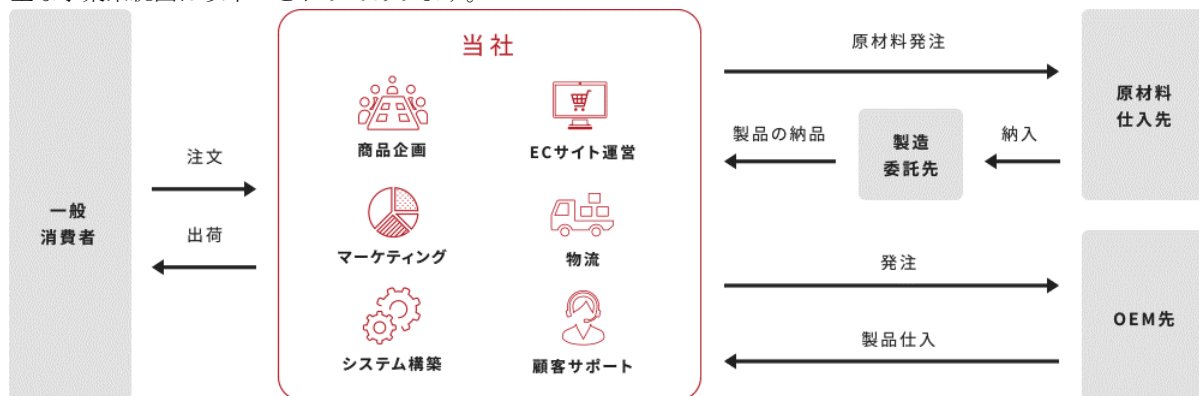 当社
原材料発注
原材料
仕入先
商品企画
ECサイト運営
製品の納品
製造
委託先
納入
注文
一般
消費者
出荷
マーケティング
物流
発注
OEM先
製品仕入
システム構築
顧客サポート